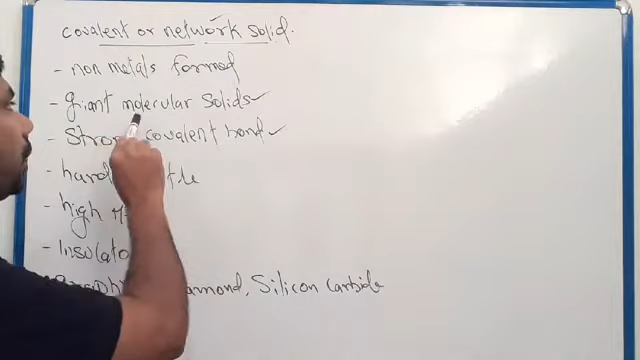 covalent or network solid.
- non metals formed
- giant molecular solids ✓
- strong covalent bond ✓
- hard
- high
- Insulato
Diamond, Silicon carbide